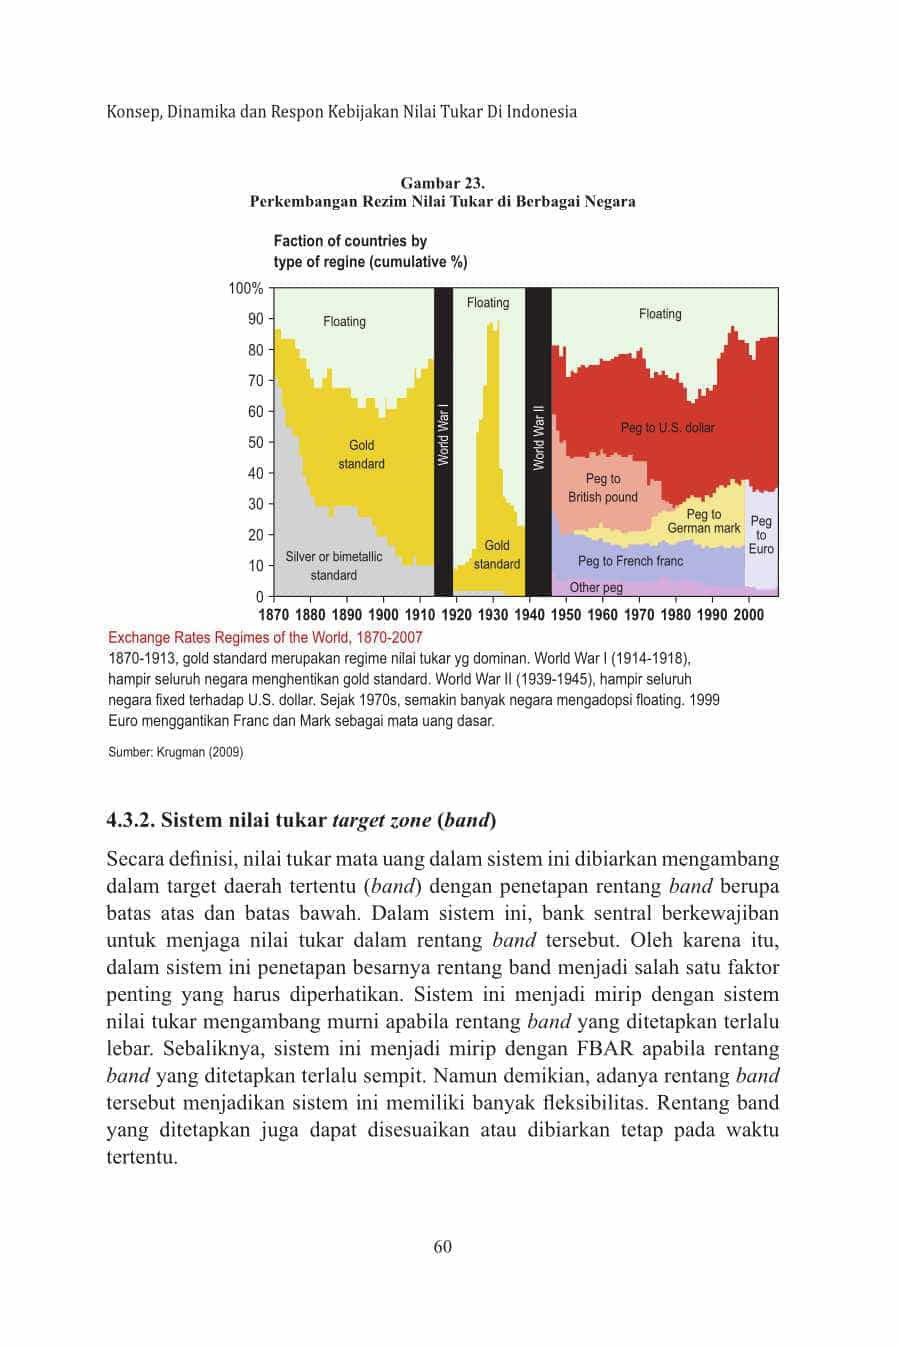 Konsep, Dinamika dan Respon Kebijakan Nilai Tukar Di Indonesia
Gambar 23.
Perkembangan Rezim Nilai Tukar di Berbagai Negara
Faction of countries by
type of regine (cumulative %)
100%
90
80
70
60
50
40
30
20
10
0
Floating
Gold
standard
Silver or bimetallic
standard
World War I
Floating
Gold
standard
World War II
Floating
Peg to U.S. dollar
Peg to
British pound
Peg to
German mark
Peg
to
Euro
Peg to French franc
Other peg
1870 1880 1890 1900 1910 1920 1930 1940 1950 1960 1970 1980 1990 2000
Exchange Rates Regimes of the World, 1870-2007
1870-1913, gold standard merupakan regime nilai tukar yg dominan. World War I (1914-1918),
hampir seluruh negara menghentikan gold standard. World War II (1939-1945), hampir seluruh
negara fixed terhadap U.S. dollar. Sejak 1970s, semakin banyak negara mengadopsi floating. 1999
Euro menggantikan Franc dan Mark sebagai mata uang dasar.
Sumber: Krugman (2009)
4.3.2. Sistem nilai tukar target zone (band)
Secara definisi, nilai tukar mata uang dalam sistem ini dibiarkan mengambang
dalam target daerah tertentu (band) dengan penetapan rentang band berupa
batas atas dan batas bawah. Dalam sistem ini, bank sentral berkewajiban
untuk menjaga nilai tukar dalam rentang band tersebut. Oleh karena itu,
dalam sistem ini penetapan besarnya rentang band menjadi salah satu faktor
penting yang harus diperhatikan. Sistem ini menjadi mirip dengan sistem
nilai tukar mengambang murni apabila rentang band yang ditetapkan terlalu
lebar. Sebaliknya, sistem ini menjadi mirip dengan FBAR apabila rentang
band yang ditetapkan terlalu sempit. Namun demikian, adanya rentang band
tersebut menjadikan sistem ini memiliki banyak fleksibilitas. Rentang band
yang ditetapkan juga dapat disesuaikan atau dibiarkan tetap pada waktu
tertentu.
60